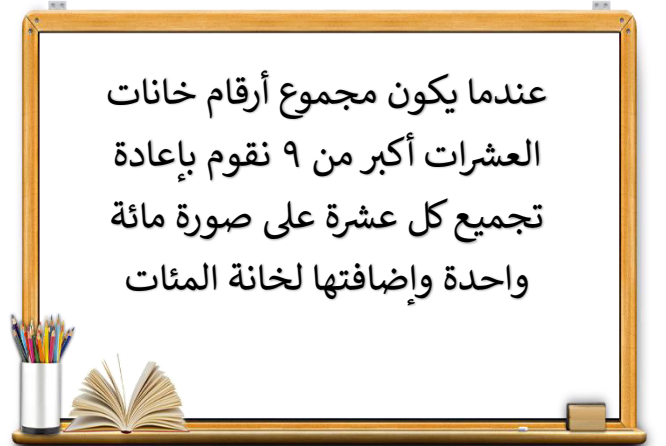 عندما يكون مجموع أرقام خانات
العشرات أكبر من ٩ نقوم بإعادة
تجميع كل عشرة على صورة مائة
واحدة وإضافتها لخانة المئات